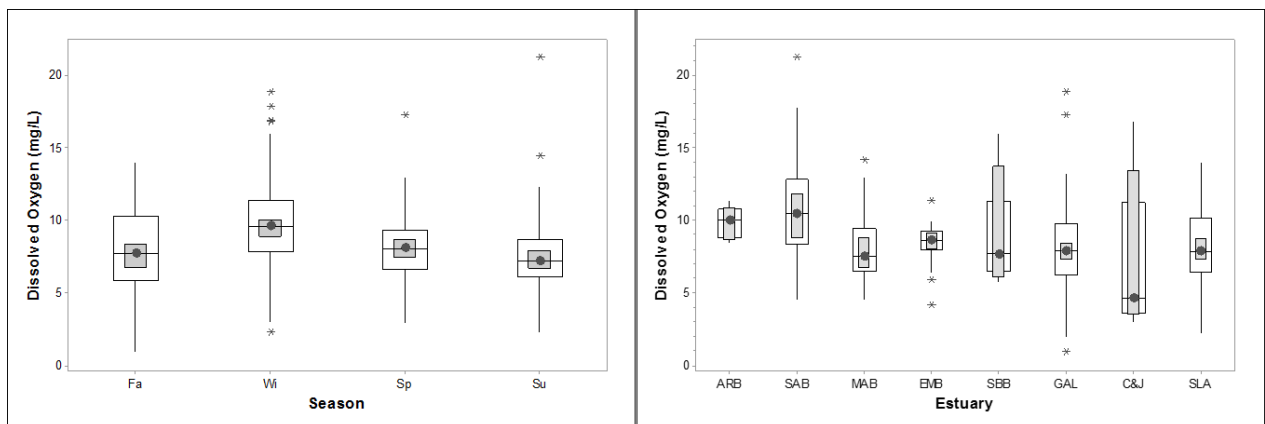 Dissolved Oxygen (mg/L)
20
15
10
5
0
Fa Wi Sp Su
Season
Dissolved Oxygen (mg/L)
20
15
10
5
0
ARB SAB MAB EMB SBB GAL C&J SLA
Estuary